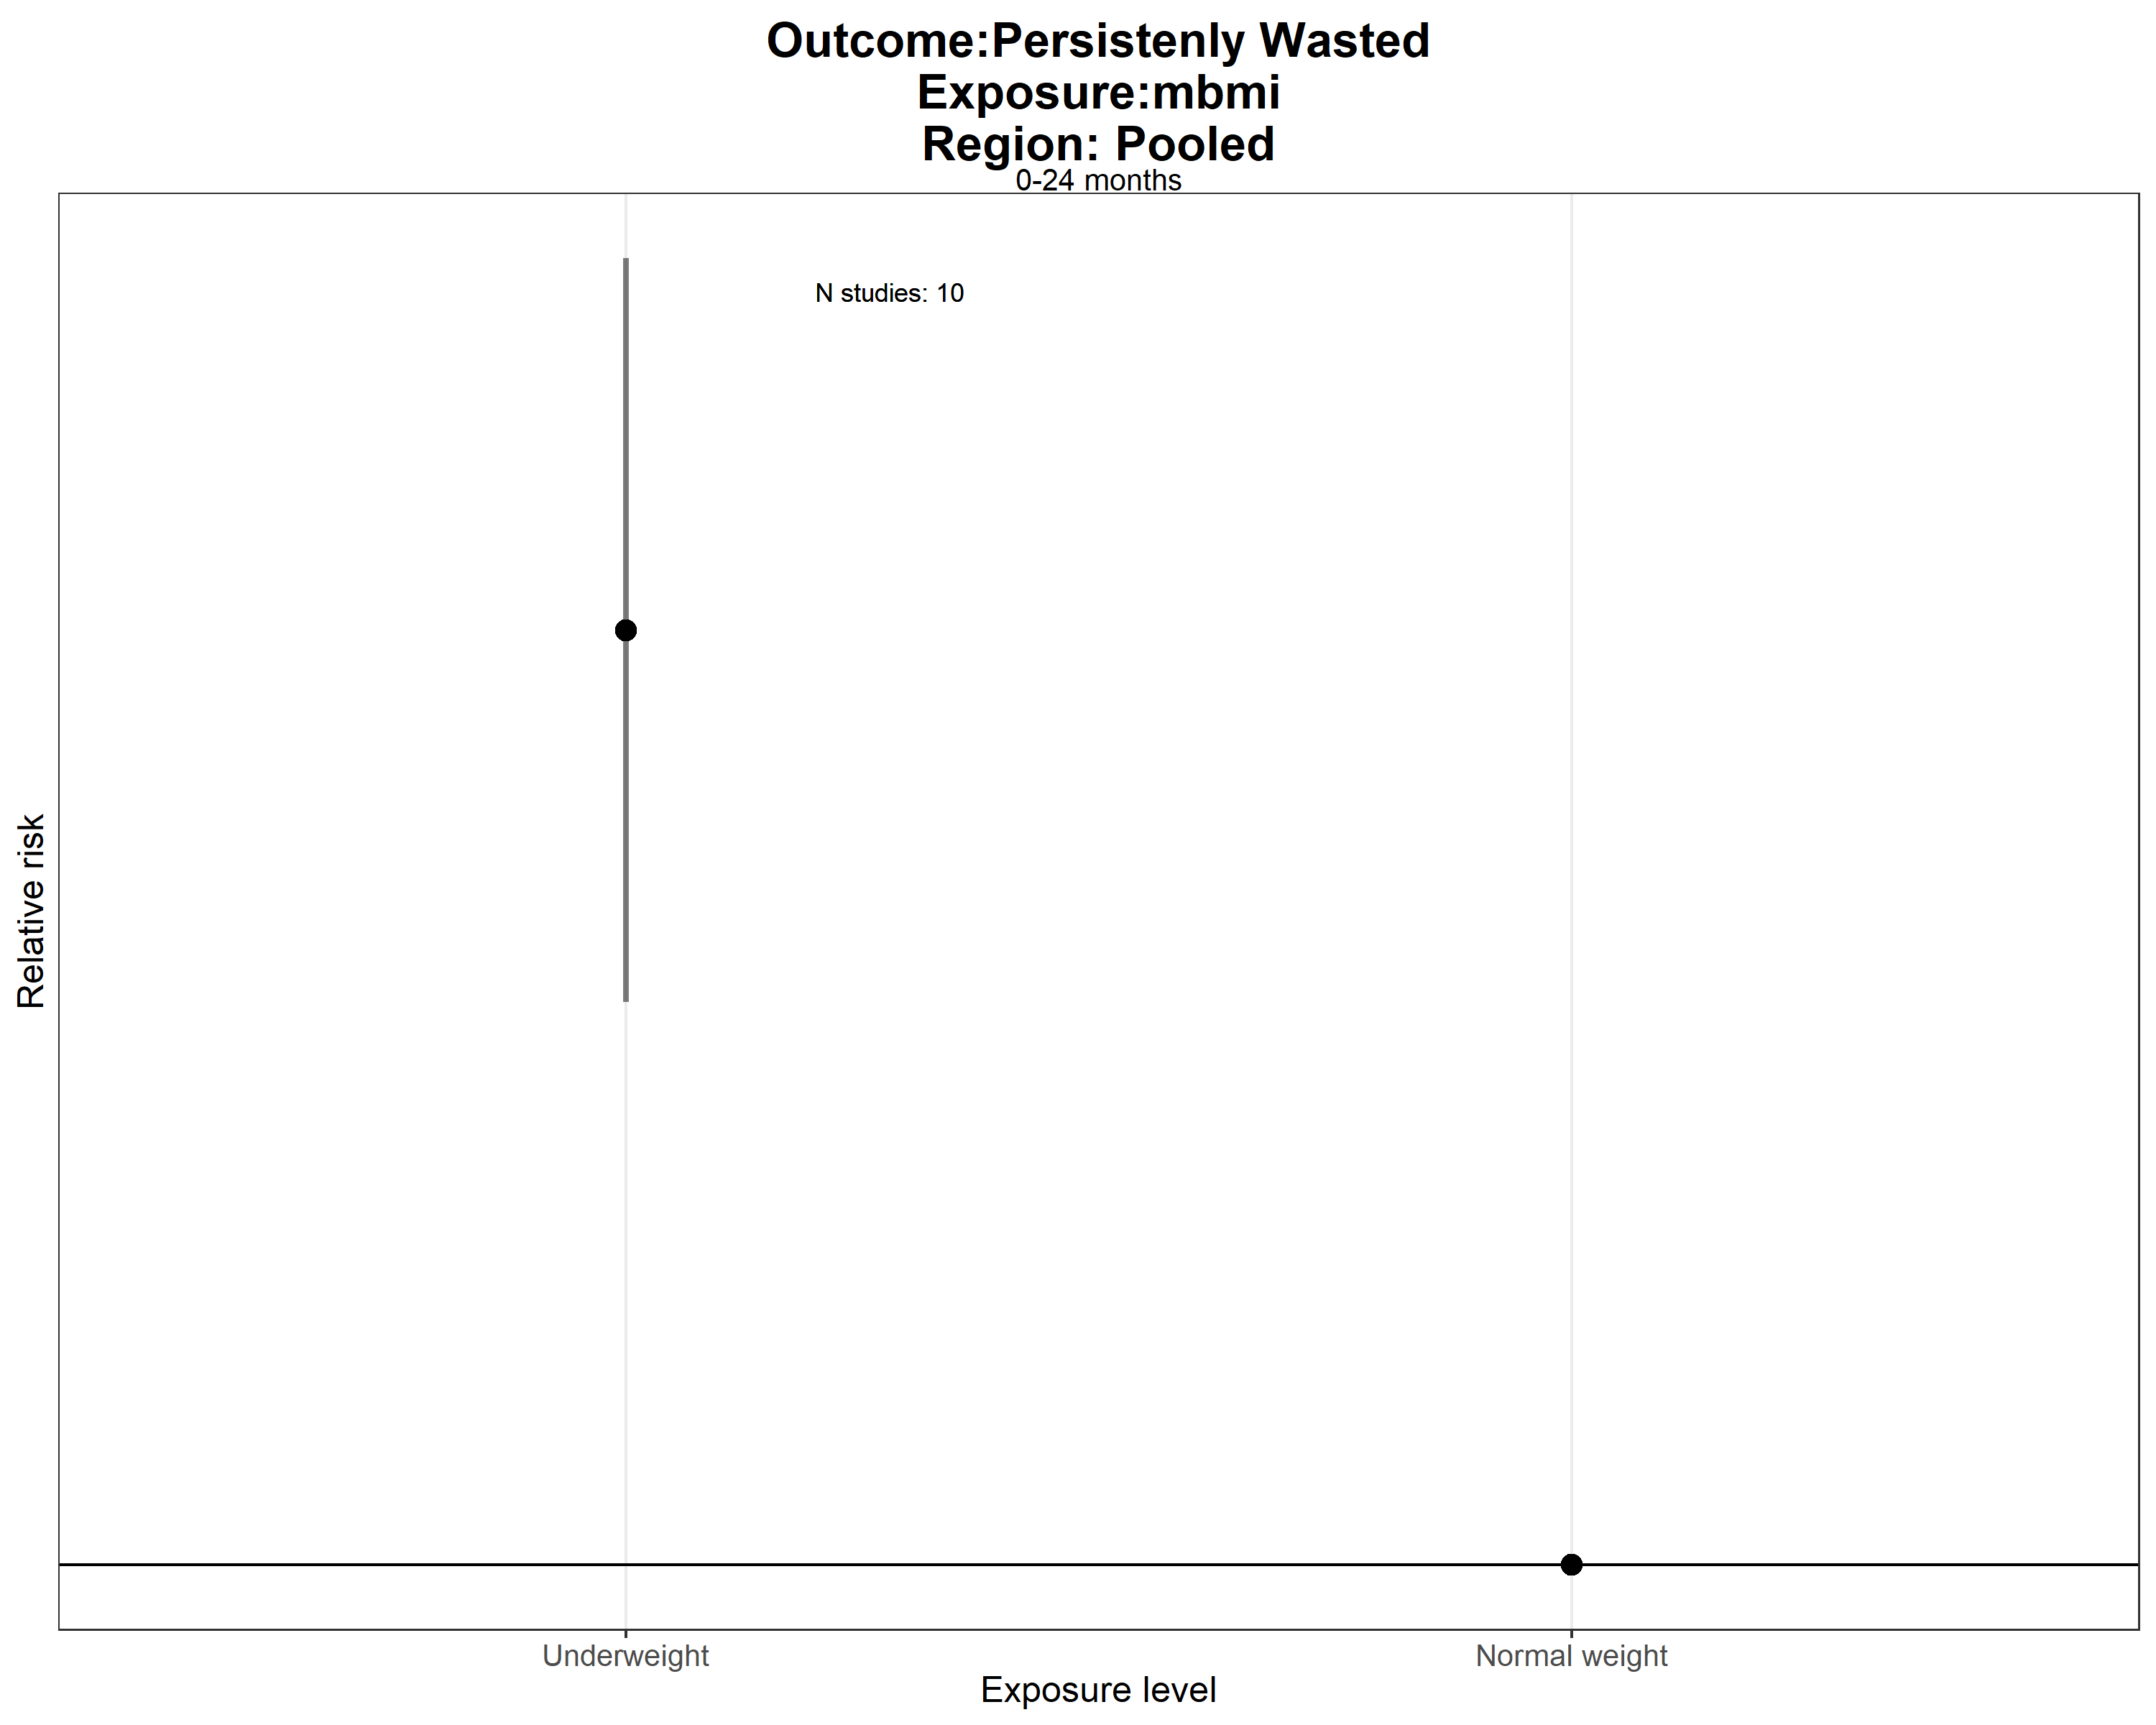 Outcome:Persistenly Wasted
Exposure:mbmi
Region: Pooled
0-24 months
N studies: 10
Relative risk
Underweight
Normal weight
Exposure level